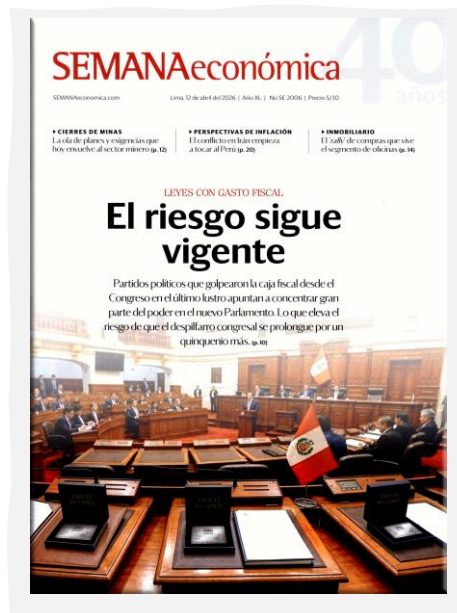 40
años
SEMANAeconómica
SEMANAeconomica.com
Lima, 12 de abril del 2026 | Año XL | No SE 2006 | Precio S/30
CIERRES DE MINAS
La ola de planes y exigencias que
hoy envuelve al sector minero (p. 12)
PERSPECTIVAS DE INFLACIÓN
El conflicto en Irán empieza
a tocar al Perú (p. 20)
INMOBILIARIO
El 'rally' de compras que vive
el segmento de oficinas (p. 14)
LEYES CON GASTO FISCAL
El riesgo sigue
vigente
Partidos políticos que golpearon la caja fiscal desde el
Congreso en el último lustro apuntan a concentrar gran
parte del poder en el nuevo Parlamento. Lo que eleva el
riesgo de que el despilfarro congresal se prolongue por un
quinquenio más. (p. 10)